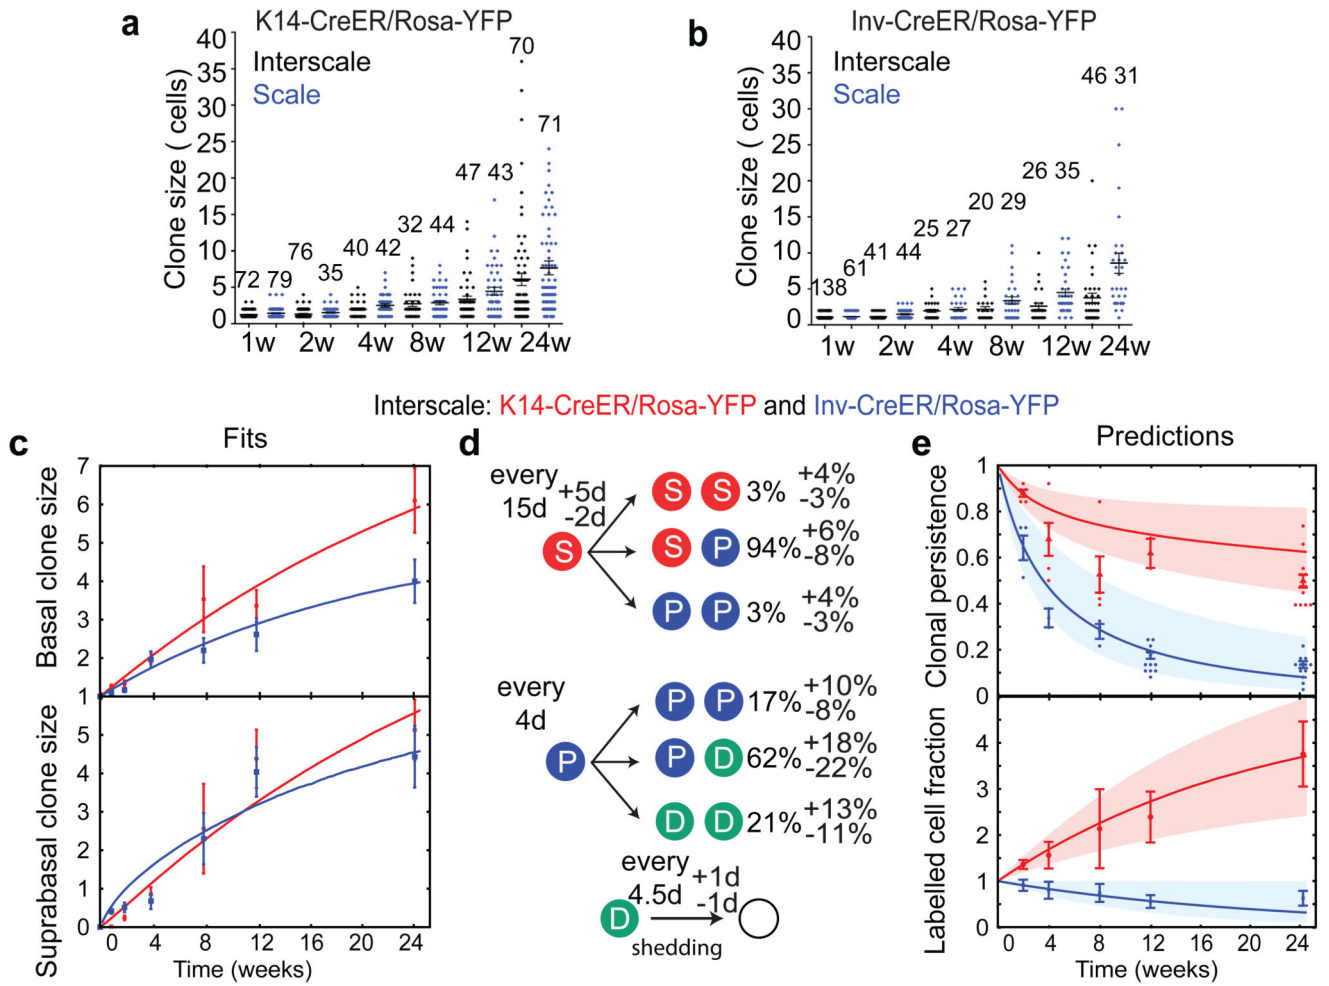 a
K14-CreER/Rosa-YFP
Interscale
Scale
Clone size ( cells)
40
35
30
25
20
15
10
5
0
72
79
76
35
40
42
32
44
47
43
70
71
1w
2w
4w
8w
12w
24w
b
Inv-CreER/Rosa-YFP
Interscale
Scale
Clone size ( cells)
40
35
30
25
20
15
10
5
0
138
61
41
44
25
27
20
29
26
35
46
31
1w
2w
4w
8w
12w
24w
Interscale: K14-CreER/Rosa-YFP and Inv-CreER/Rosa-YFP
c
Fits
Basal clone size
7
6
5
4
3
2
1
Suprabasal clone size
5
4
3
2
1
0
0
4
8
12
16
20
24
Time (weeks)
d
every
15d
+5d
-2d
S
S S 3% +4% -3%
S P 94% +6% -8%
P P 3% +4% -3%
every
4d
P
P P 17% +10% -8%
P D 62% +18% -22%
D D 21% +13% -11%
every
4.5d
+1d
-1d
D
shedding
e
Predictions
Clonal persistence
1
0.8
0.6
0.4
0.2
0
Labelled cell fraction
4
3
2
1
0
0
4
8
12
16
20
24
Time (weeks)